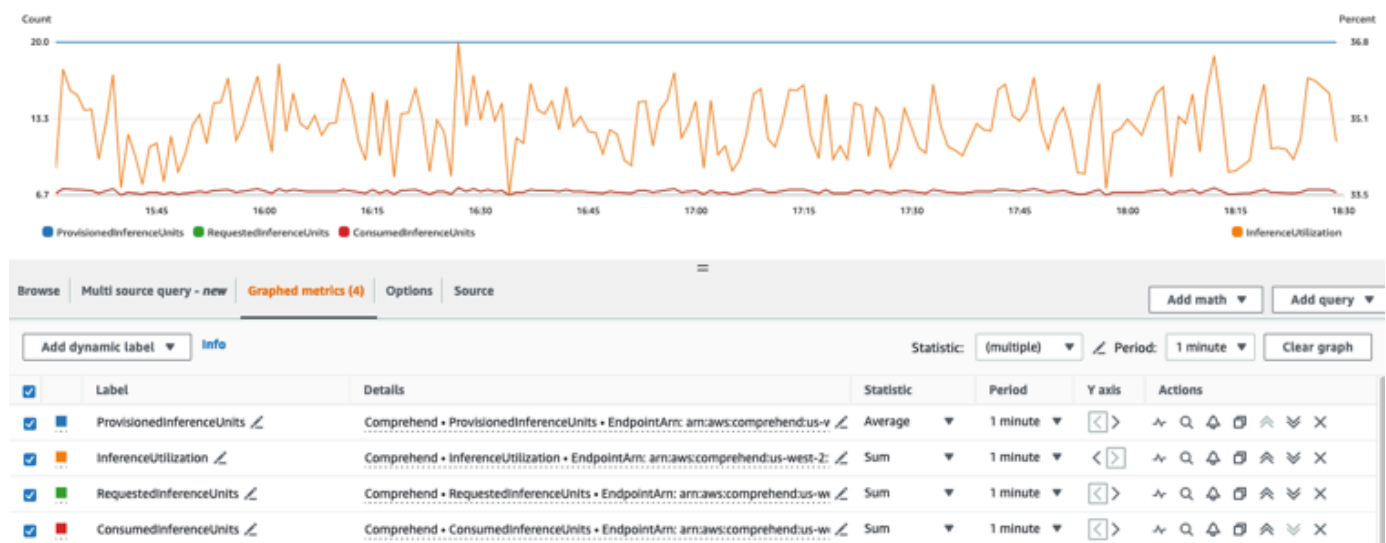 Count Percent
20.0 36.8
13.3 35.1
6.7 33.5
15:45 16:00 16:15 16:30 16:45 17:00 17:15 17:30 17:45 18:00 18:15 18:30
ProvisionedInferenceUnits RequestedInferenceUnits ConsumedInferenceUnits InferenceUtilization
Browse Multi source query - new Graphed metrics (4) Options Source Add math Add query
Add dynamic label Info Statistic: (multiple) Period: 1 minute Clear graph
Label Details Statistic Period Y axis Actions
ProvisionedInferenceUnits Comprehend • ProvisionedInferenceUnits • EndpointArn: arn:aws:comprehend:us-w Average 1 minute
InferenceUtilization Comprehend • InferenceUtilization • EndpointArn: arn:aws:comprehend:us-west-2: Sum 1 minute
RequestedInferenceUnits Comprehend • RequestedInferenceUnits • EndpointArn: arn:aws:comprehend:us-we Sum 1 minute
ConsumedInferenceUnits Comprehend • ConsumedInferenceUnits • EndpointArn: arn:aws:comprehend:us-we Sum 1 minute